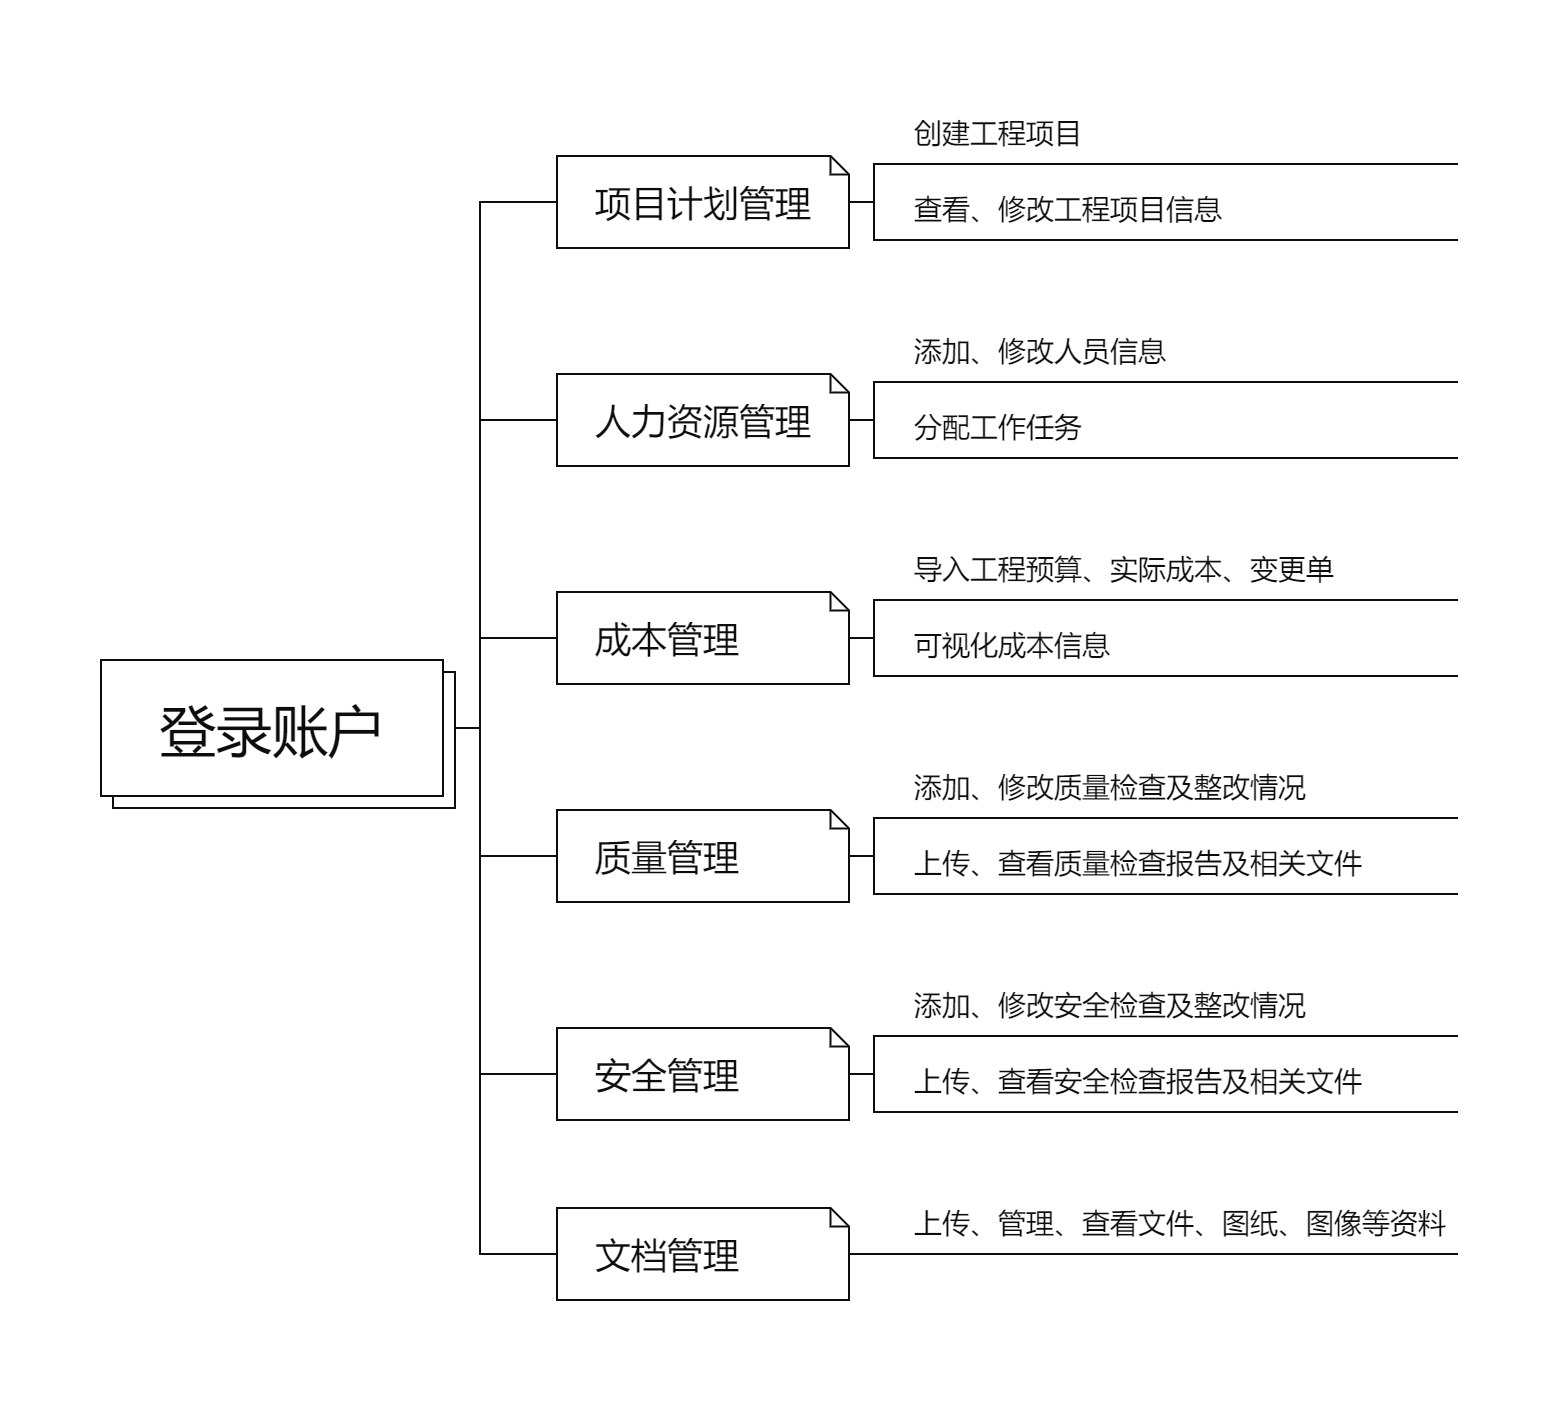 登录账户
项目计划管理
创建工程项目
查看、修改工程项目信息
人力资源管理
添加、修改人员信息
分配工作任务
成本管理
导入工程预算、实际成本、变更单
可视化成本信息
质量管理
添加、修改质量检查及整改情况
上传、查看质量检查报告及相关文件
安全管理
添加、修改安全检查及整改情况
上传、查看安全检查报告及相关文件
文档管理
上传、管理、查看文件、图纸、图像等资料